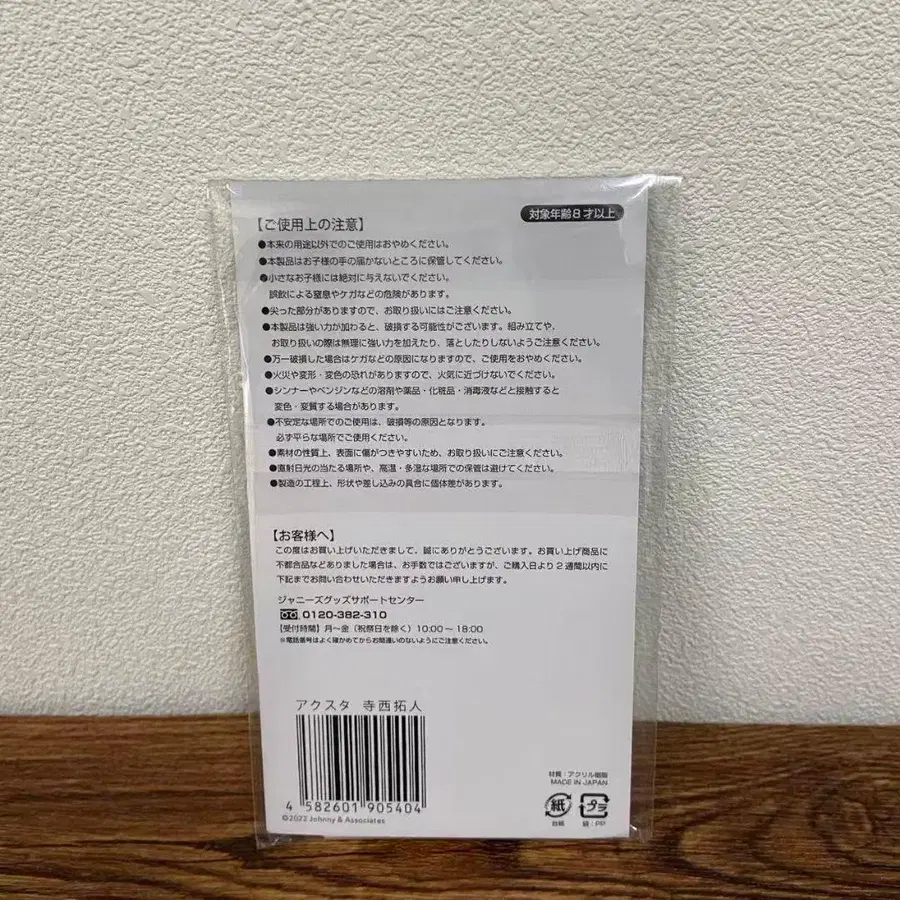 対象年齢8才以上
【ご使用上の注意】
●本来の用途以外でのご使用はおやめください。
●本製品はお子様の手の届かないところに保管してください。
●小さなお子様には絶対に与えないでください。
誤飲による窒息やケガなどの危険があります。
●尖った部分がありますので、お取り扱いにはご注意ください。
●本製品は強い力が加わると、破損する可能性がございます。組み立てや、
お取り扱いの際は無理に強い力を加えたり、落としたりしないようご注意ください。
●万一破損した場合はケガなどの原因になりますので、ご使用をおやめください。
●火災や変形・変色の恐れがありますので、火気に近づけないでください。
●シンナーやベンジンなどの溶剤や薬品・化粧品・消毒液などと接触すると
変色・変質する場合があります。
●不安定な場所でのご使用は、破損等の原因となります。
必ず平らな場所でご使用ください。
●素材の性質上、表面に傷がつきやすいため、お取り扱いにご注意ください。
●直射日光の当たる場所や、高温・多湿な場所での保管は避けてください。
●製造の工程上、形状や差し込みの具合に個体差があります。
【お客様へ】
この度はお買い上げいただきまして、誠にありがとうございます。お買い上げ商品に
不都合品などありました場合は、お手数ではございますが、ご購入日より2週間以内に
下記までお問い合わせいただきますようお願い申し上げます。
ジャニーズグッズサポートセンター
0120-382-310
【受付時間】月~金(祝祭日を除く)10:00~18:00
※電話番号はよく確かめてからお間違いのないようにご注意ください。
アクスタ 寺西拓人
4 582601 905404
©2022 Johnny & Associates
材質:アクリル樹脂
MADE IN JAPAN
紙 プラ
台紙 袋:PP